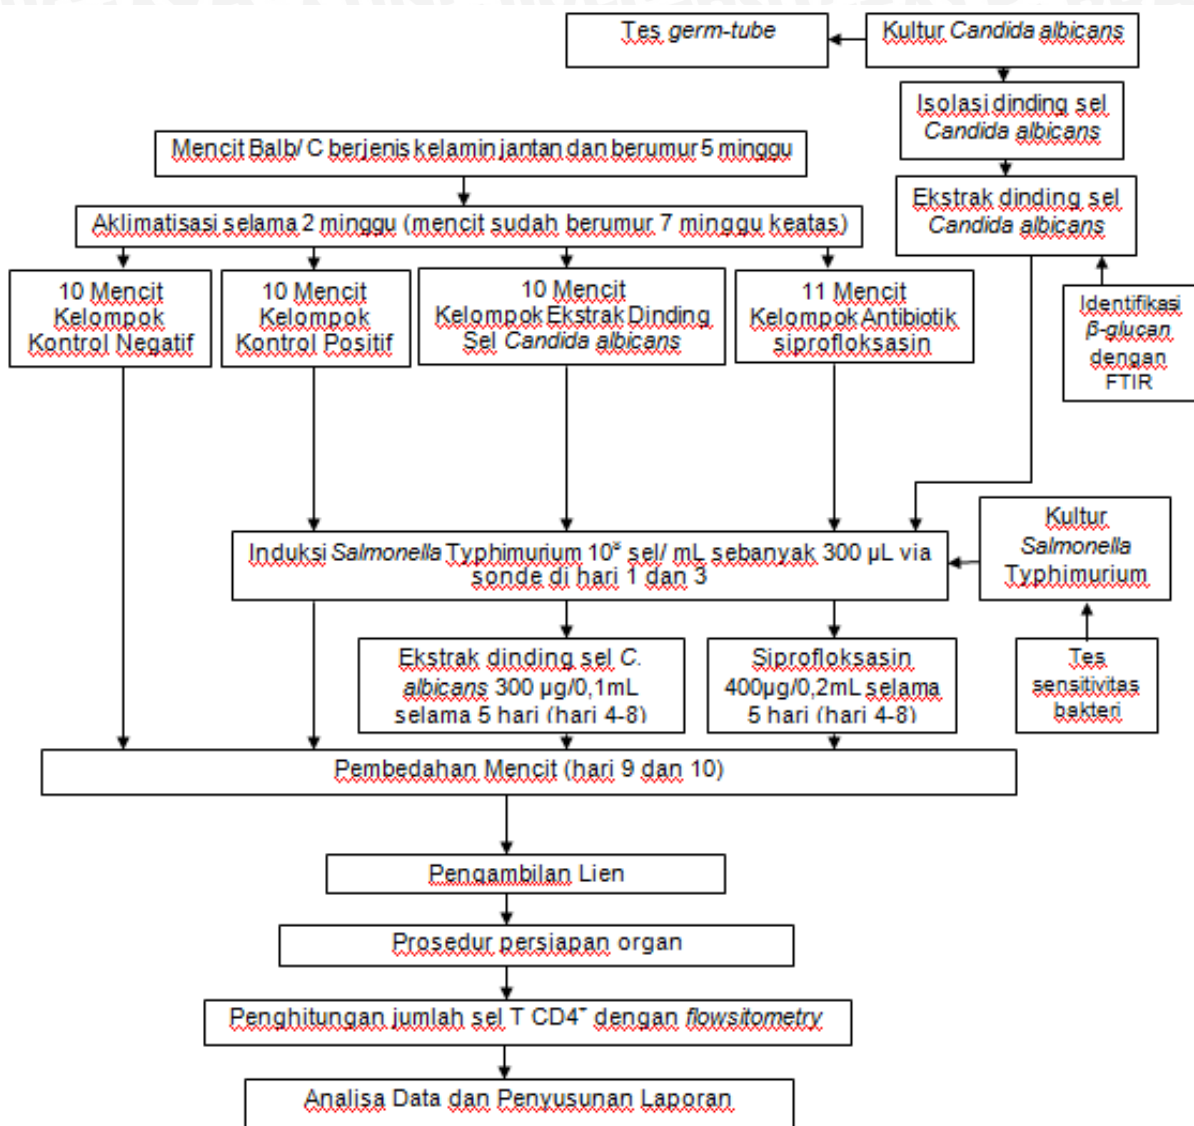 Tes germ-tube
Kultur Candida albicans
Isolasi dinding sel
Candida albicans
Mencit Balb/ C berjenis kelamin jantan dan berumur 5 minggu
Ekstrak dinding sel
Candida albicans
Aklimatisasi selama 2 minggu (mencit sudah berumur 7 minggu keatas)
10 Mencit
Kelompok
Kontrol Negatif
10 Mencit
Kelompok
Kontrol Positif
10 Mencit
Kelompok Ekstrak Dinding
Sel Candida albicans
11 Mencit
Kelompok Antibiotik
siprofloksasin
Identifikasi
β-glucan
dengan
FTIR
Induksi Salmonella Typhimurium 10⁸ sel/ mL sebanyak 300 µL via
sonde di hari 1 dan 3
Kultur
Salmonella
Typhimurium
Ekstrak dinding sel C.
albicans 300 µg/0,1mL
selama 5 hari (hari 4-8)
Siprofloksasin
400µg/0,2mL selama
5 hari (hari 4-8)
Tes
sensitivitas
bakteri
Pembedahan Mencit (hari 9 dan 10)
Pengambilan Lien
Prosedur persiapan organ
Penghitungan jumlah sel T CD4⁺ dengan flowsitometry
Analisa Data dan Penyusunan Laporan